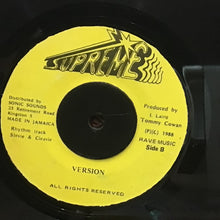 SUPREME
Distributed by
SONIC SOUNDS
25 Retirement Road
Kingston 5
MADE IN JAMAICA
Rhythm track
Steely & Clevie
Produced by
L. Laing
Tommy Cowan
(P)(C) 1988
RAVE MUSIC
Side B
VERSION
ALL RIGHTS RESERVED